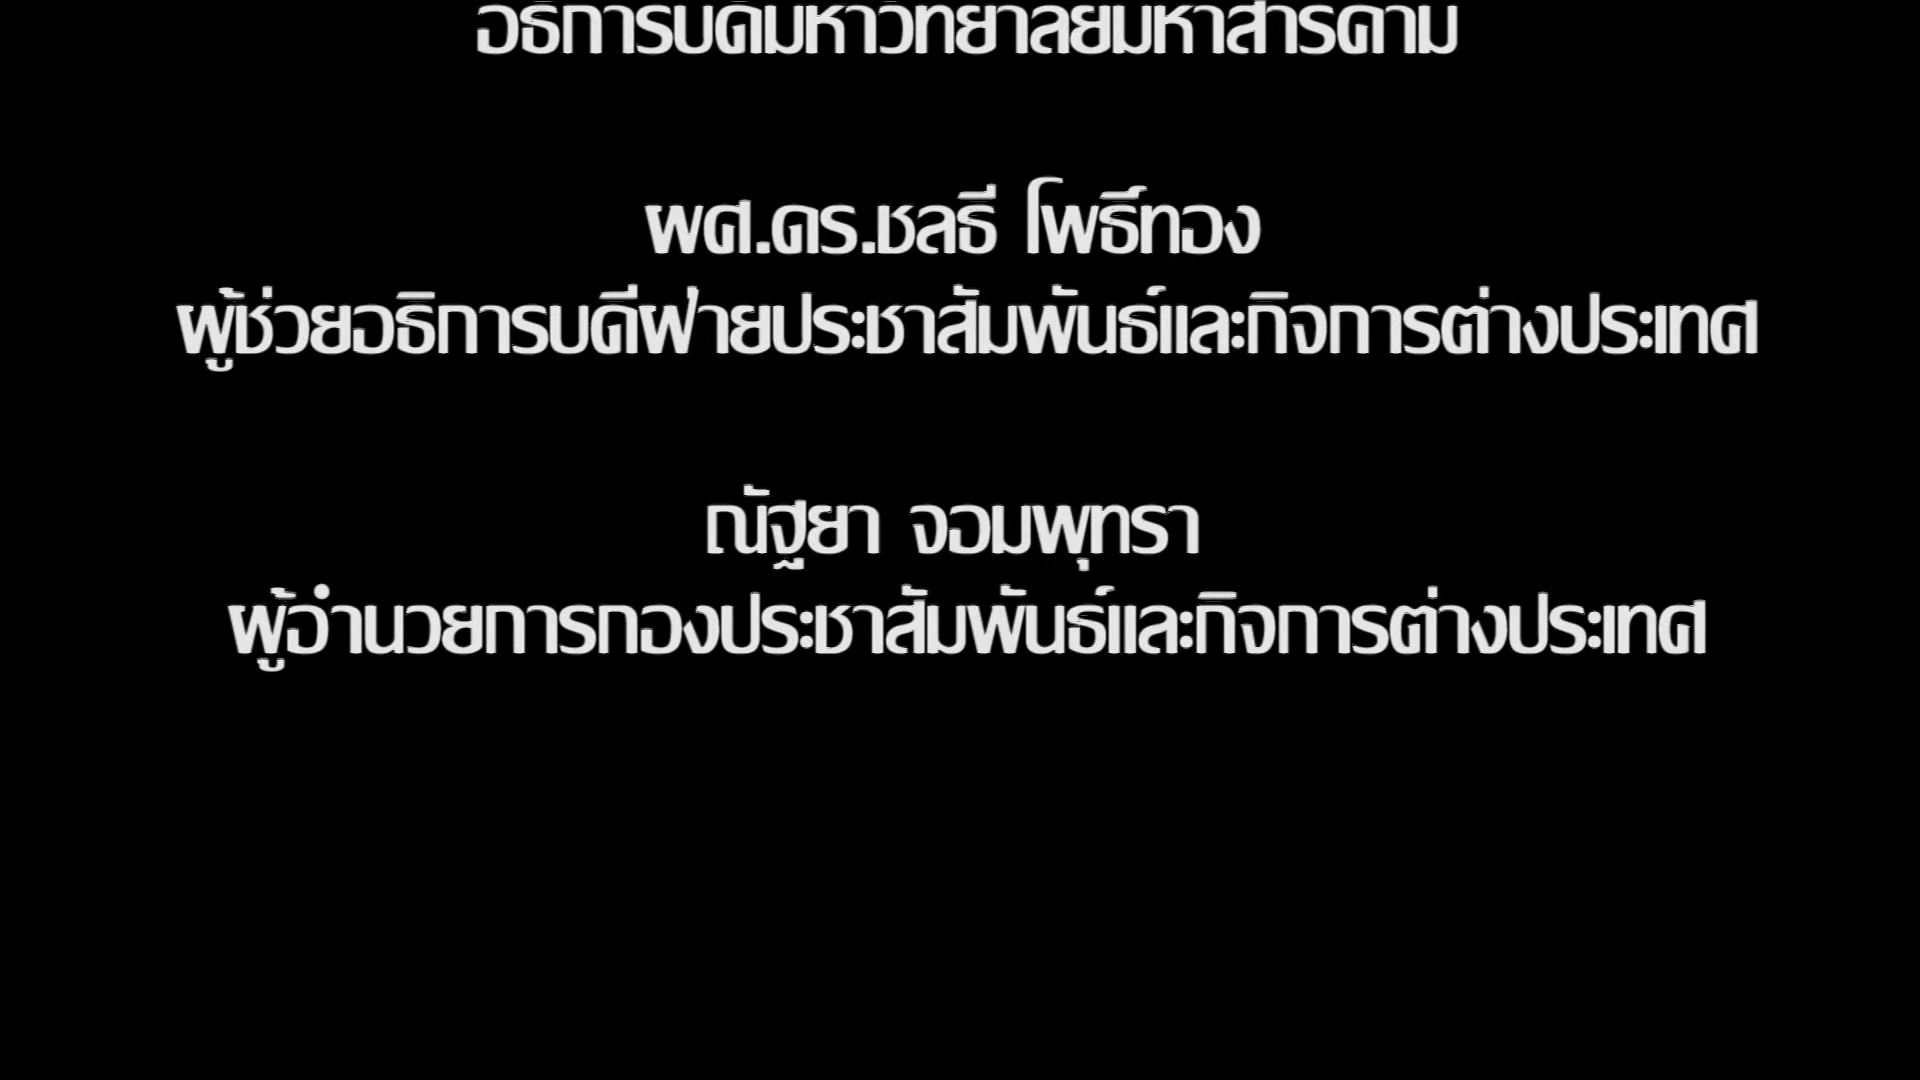 อธิการบดีมหาวิทยาลัยมหาสารคาม
ผศ.ดร.ชลธี โพธิ์ทอง
ผู้ช่วยอธิการบดีฝ่ายประชาสัมพันธ์และกิจการต่างประเทศ
ณัฐยา จอมพุทรา
ผู้อำนวยการกองประชาสัมพันธ์และกิจการต่างประเทศ